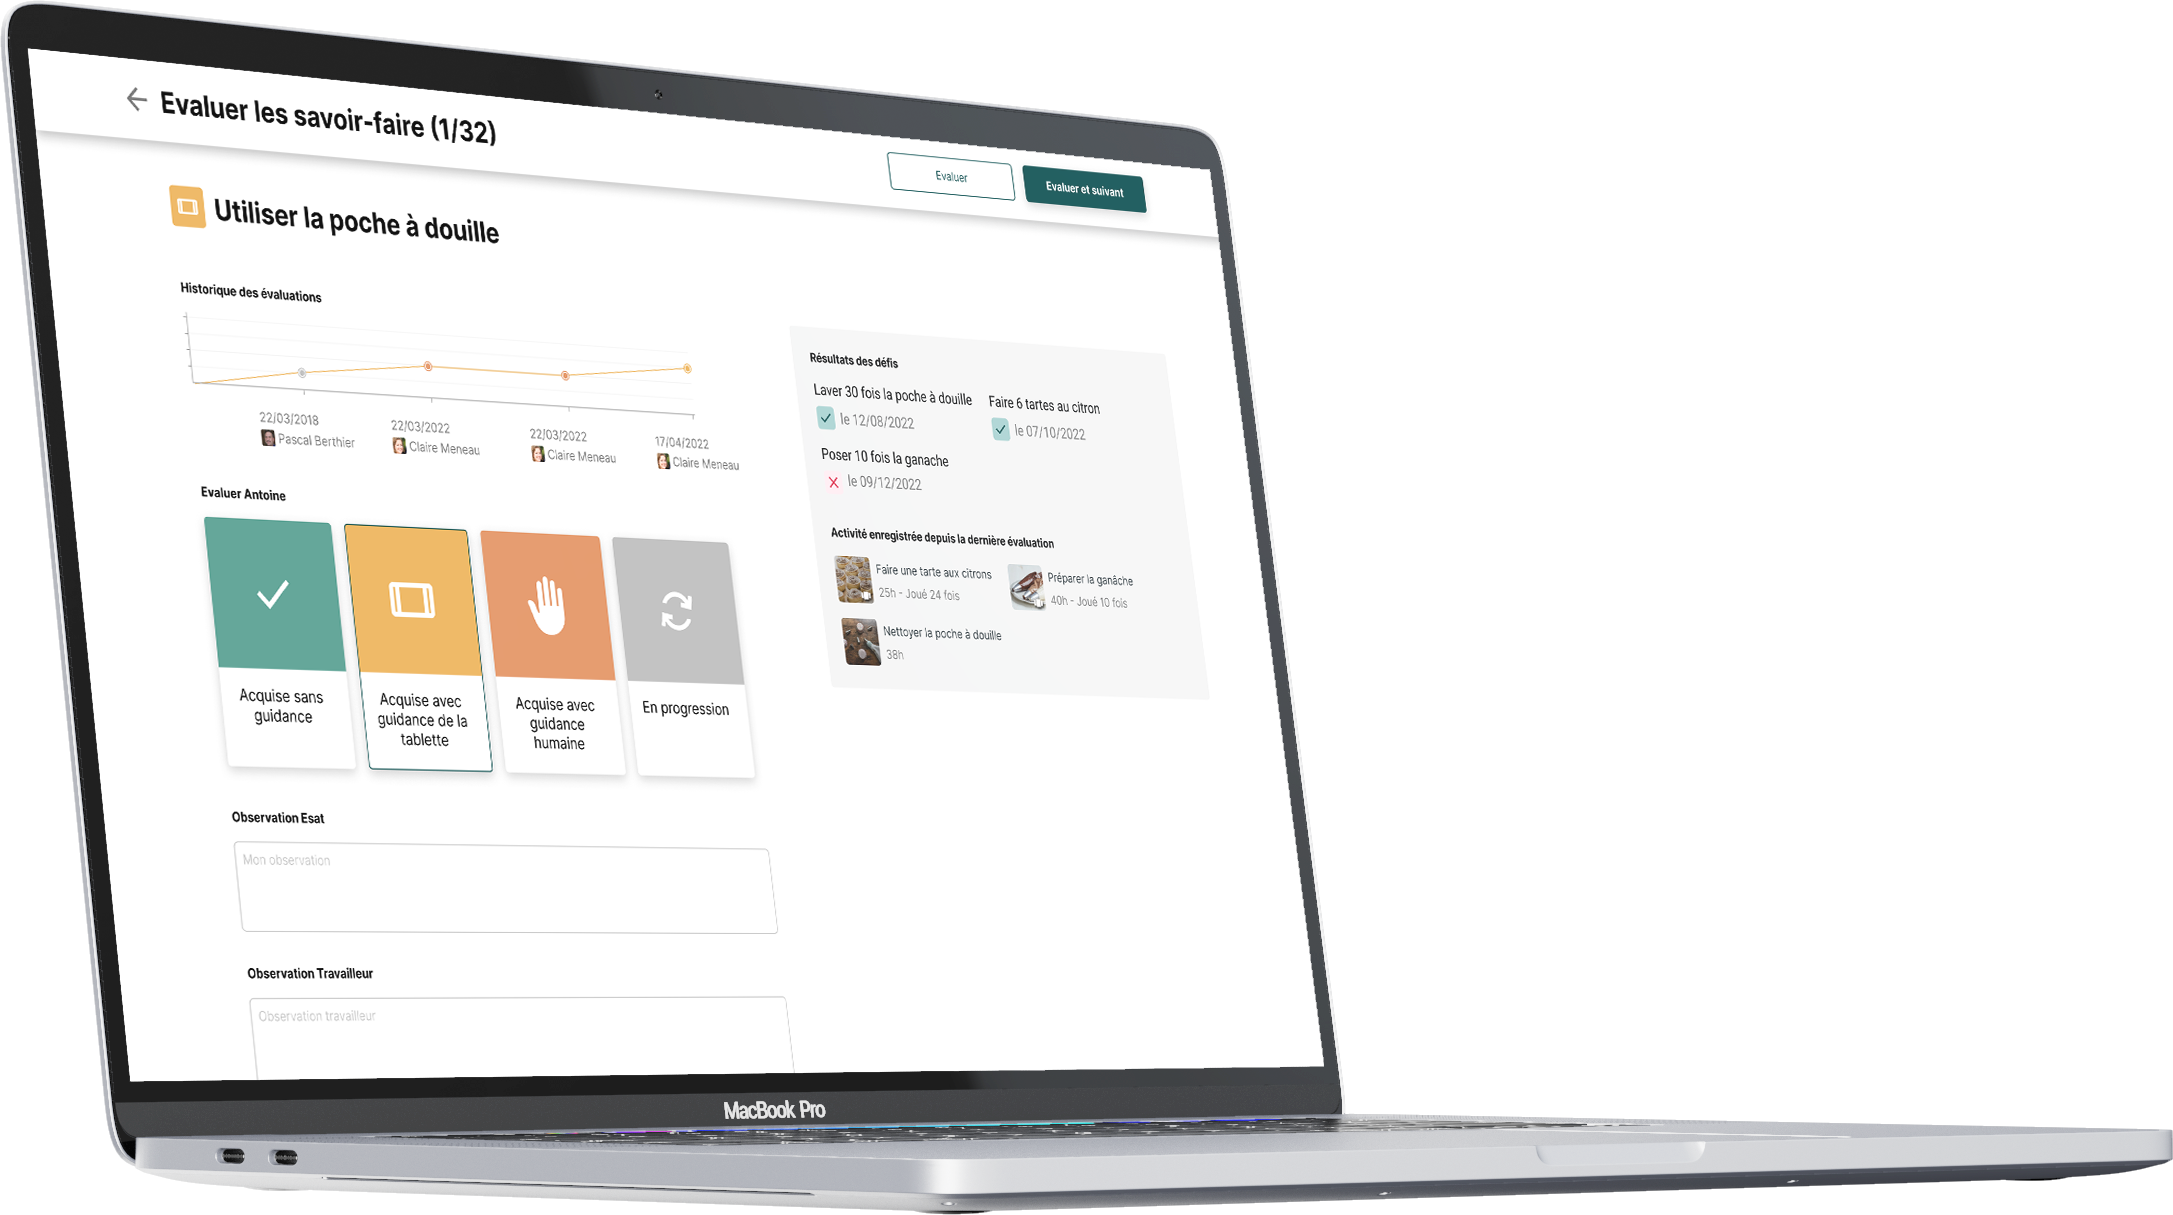 Evaluer les savoir-faire (1/32)
Evaluer
Evaluer et suivant
Utiliser la poche à douille
Historique des évaluations
22/03/2018
Pascal Berthier
22/03/2022
Claire Meneau
22/03/2022
Claire Meneau
17/04/2022
Claire Meneau
Evaluer Antoine
Acquise sans
guidance
Acquise avec
guidance de la
tablette
Acquise avec
guidance
humaine
En progression
Observation Esat
Mon observation
Observation Travailleur
Observation travailleur
Résultats des défis
Laver 30 fois la poche à douille
le 12/08/2022
Faire 6 tartes au citron
le 07/10/2022
Poser 10 fois la ganache
le 09/12/2022
Activité enregistrée depuis la dernière évaluation
Faire une tarte aux citrons
25h - Joué 24 fois
Préparer la ganâche
40h - Joué 10 fois
Nettoyer la poche à douille
38h
MacBook Pro